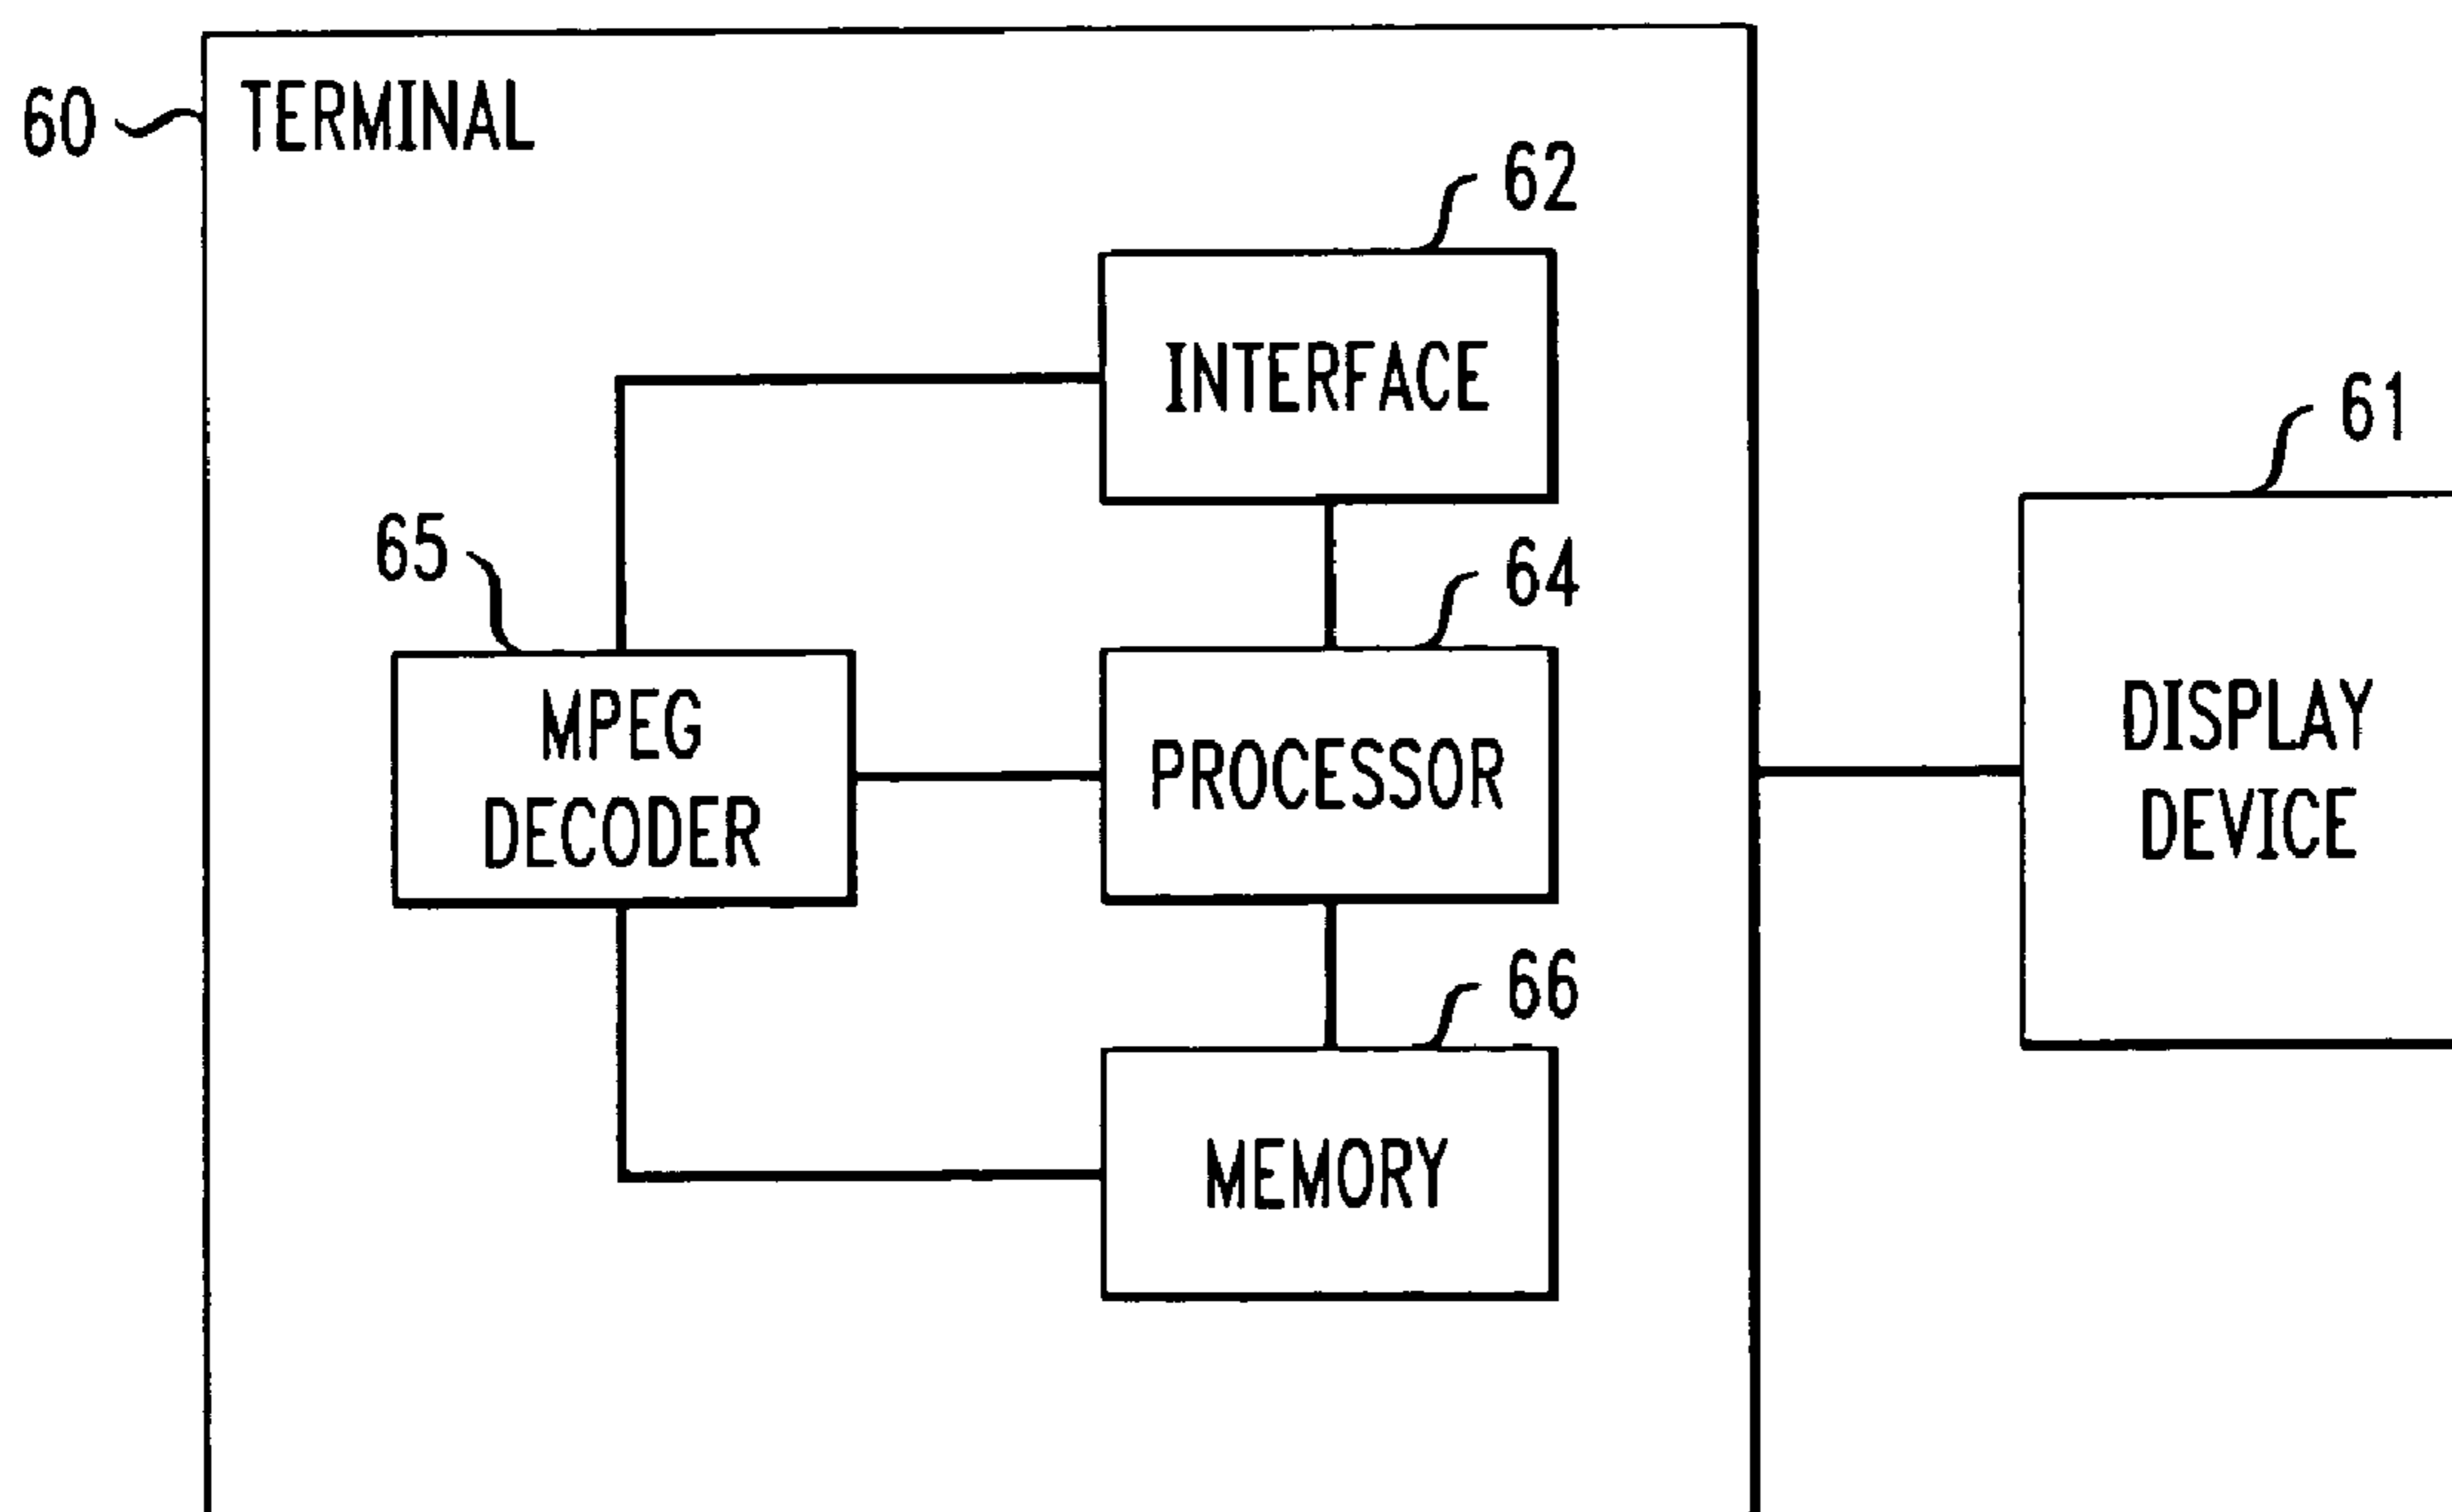 60
TERMINAL
62
INTERFACE
61
65
64
MPEG
DECODER
PROCESSOR
DISPLAY
DEVICE
66
MEMORY